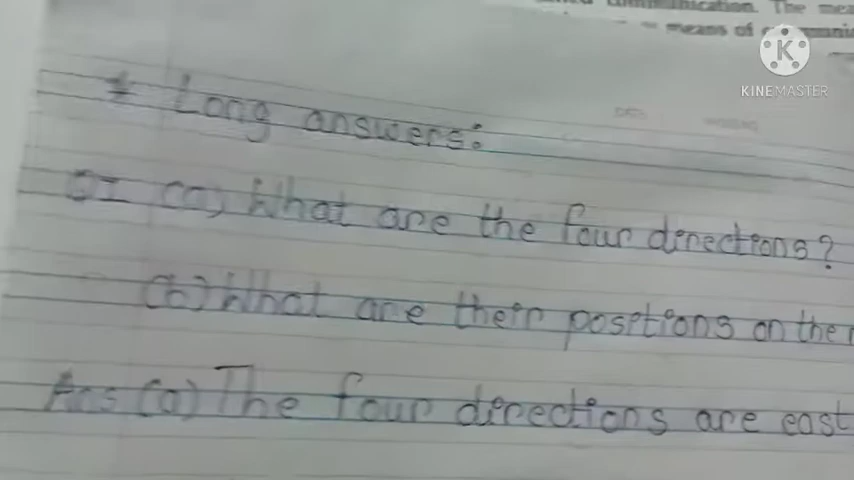 nication. The mea
means of
K
KINEMASTER
* Long answers:
Q1 (a) What are the four directions?
(b) What are their positions on the
Ans (a) The four directions are east